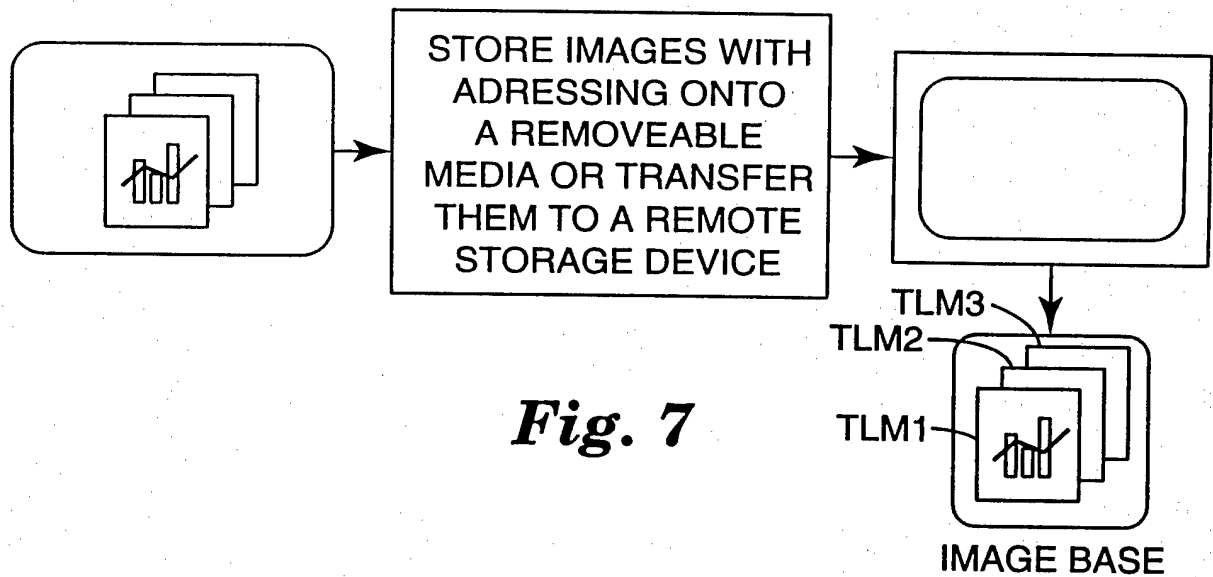 STORE IMAGES WITH
ADRESSING ONTO
A REMOVEABLE
MEDIA OR TRANSFER
THEM TO A REMOTE
STORAGE DEVICE
TLM3
TLM2
TLM1
Fig. 7
IMAGE BASE